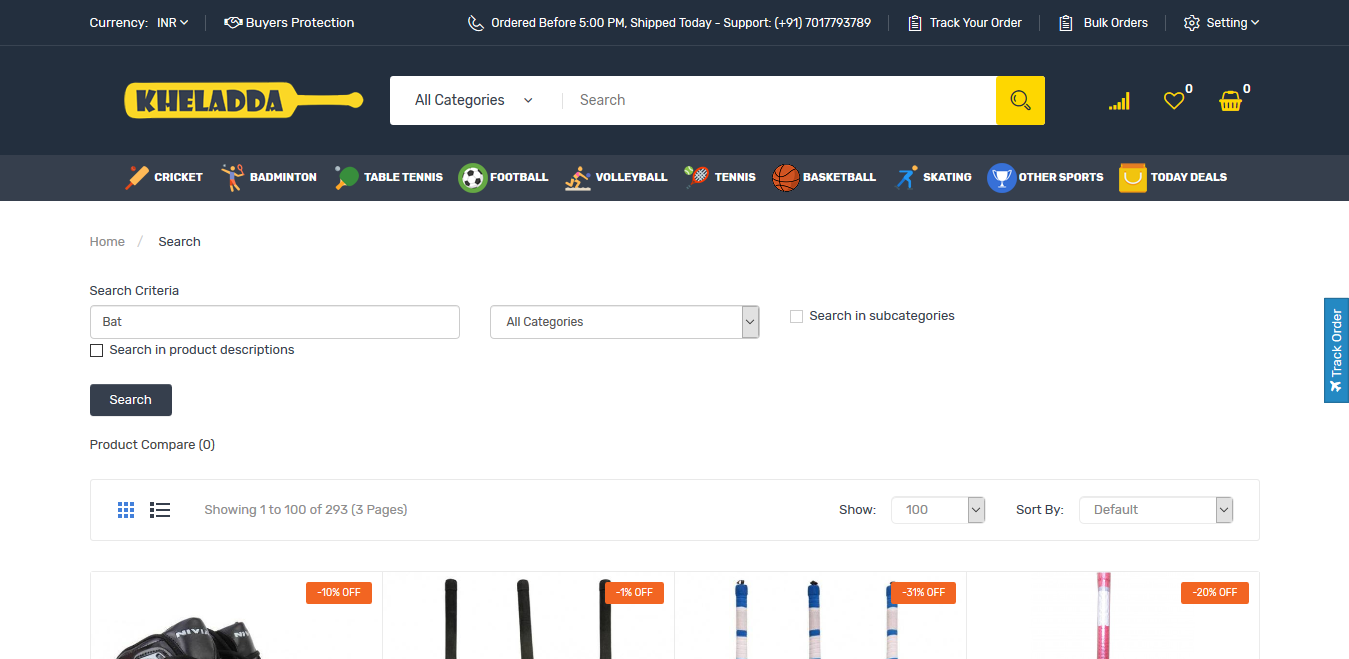 Currency: INR
Buyers Protection
Ordered Before 5:00 PM, Shipped Today - Support: (+91) 7017793789
Track Your Order
Bulk Orders
Setting
KHELADDA
All Categories
Search
0
0
CRICKET
BADMINTON
TABLE TENNIS
FOOTBALL
VOLLEYBALL
TENNIS
BASKETBALL
SKATING
OTHER SPORTS
TODAY DEALS
Home / Search
Search Criteria
Bat
All Categories
Search in subcategories
Search in product descriptions
Track Order
Search
Product Compare (0)
Showing 1 to 100 of 293 (3 Pages)
Show: 100
Sort By: Default
-10% OFF
-1% OFF
-31% OFF
-20% OFF
NIVIA
NIVIA